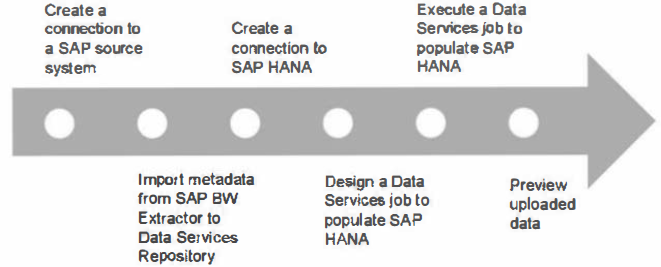 Create a
connection to
a SAP source
system
Import metadata
from SAP BW
Extractor to
Data Services
Repository
Create a
connection to
SAP HANA
Design a Data
Services job to
populate SAP
HANA
Execute a Data
Services job to
populate SAP
HANA
Preview
uploaded
data